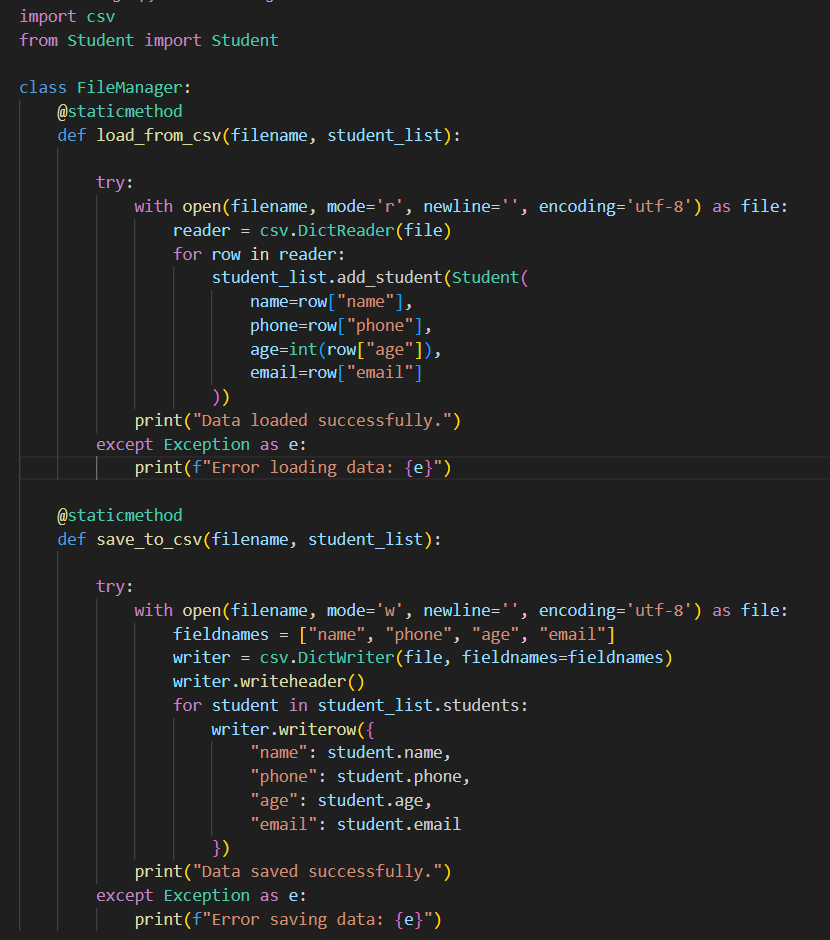 import csv
from Student import Student

class FileManager:
    @staticmethod
    def load_from_csv(filename, student_list):

        try:
            with open(filename, mode='r', newline='', encoding='utf-8') as file:
                reader = csv.DictReader(file)
                for row in reader:
                    student_list.add_student(Student(
                        name=row["name"],
                        phone=row["phone"],
                        age=int(row["age"]),
                        email=row["email"]
                    ))
            print("Data loaded successfully.")
        except Exception as e:
            print(f"Error loading data: {e}")

    @staticmethod
    def save_to_csv(filename, student_list):

        try:
            with open(filename, mode='w', newline='', encoding='utf-8') as file:
                fieldnames = ["name", "phone", "age", "email"]
                writer = csv.DictWriter(file, fieldnames=fieldnames)
                writer.writeheader()
                for student in student_list.students:
                    writer.writerow({
                        "name": student.name,
                        "phone": student.phone,
                        "age": student.age,
                        "email": student.email
                    })
            print("Data saved successfully.")
        except Exception as e:
            print(f"Error saving data: {e}")